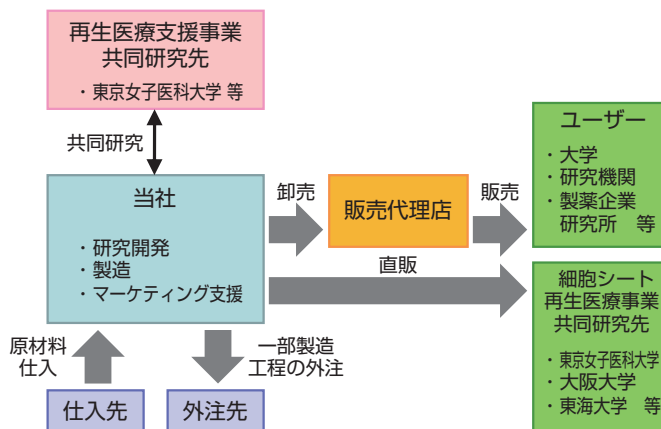 再生医療支援事業
共同研究先
・東京女子医科大学 等
共同研究
当社
・研究開発
・製造
・マーケティング支援
卸売
販売代理店
販売
ユーザー
・大学
・研究機関
・製薬企業
研究所 等
直販
細胞シート
再生医療事業
共同研究先
・東京女子医科大学
・大阪大学
・東海大学 等
原材料
仕入
一部製造
工程の外注
仕入先
外注先